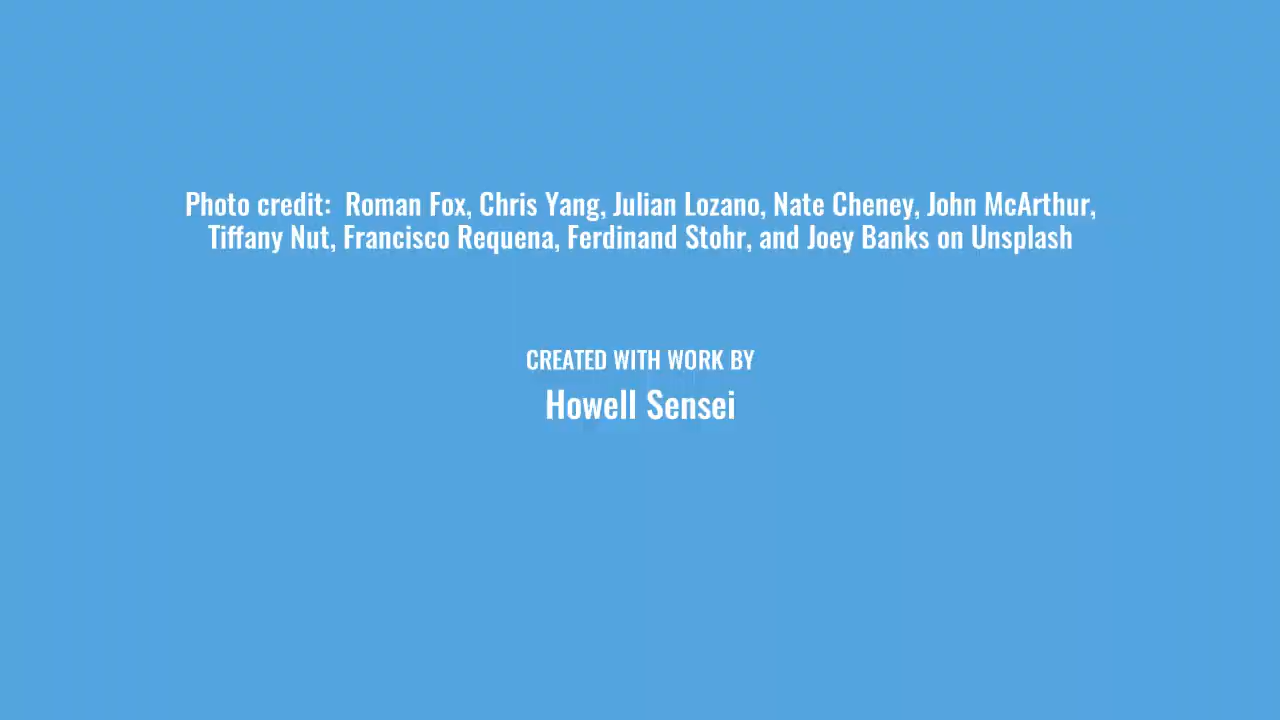 Photo credit:  Roman Fox, Chris Yang, Julian Lozano, Nate Cheney, John McArthur,
Tiffany Nut, Francisco Requena, Ferdinand Stohr, and Joey Banks on Unsplash
CREATED WITH WORK BY
Howell Sensei